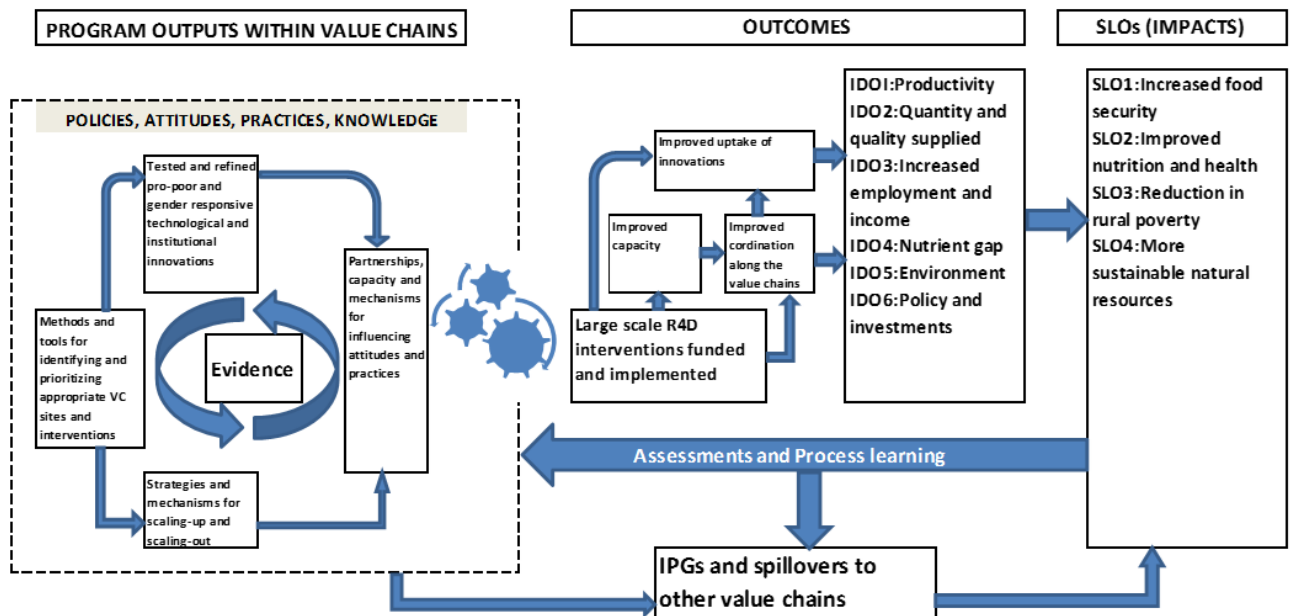 PROGRAM OUTPUTS WITHIN VALUE CHAINS
OUTCOMES
SLOs (IMPACTS)
POLICIES, ATTITUDES, PRACTICES, KNOWLEDGE
Tested and refined
pro-poor and
gender responsive
technological and
institutional
innovations
Methods and
tools for
identifying and
prioritizing
appropriate VC
sites and
interventions
Evidence
Partnerships,
capacity and
mechanisms
for
influencing
attitudes and
practices
Strategies and
mechanisms for
scaling-up and
scaling-out
Improved uptake of
innovations
Improved
capacity
Improved
cordination
along the
value chains
Large scale R4D
interventions funded
and implemented
IDO1:Productivity
IDO2:Quantity and
quality supplied
IDO3:Increased
employment and
income
IDO4:Nutrient gap
IDO5:Environment
IDO6:Policy and
investments
SLO1:Increased food
security
SLO2:Improved
nutrition and health
SLO3:Reduction in
rural poverty
SLO4:More
sustainable natural
resources
Assessments and Process learning
IPGs and spillovers to
other value chains